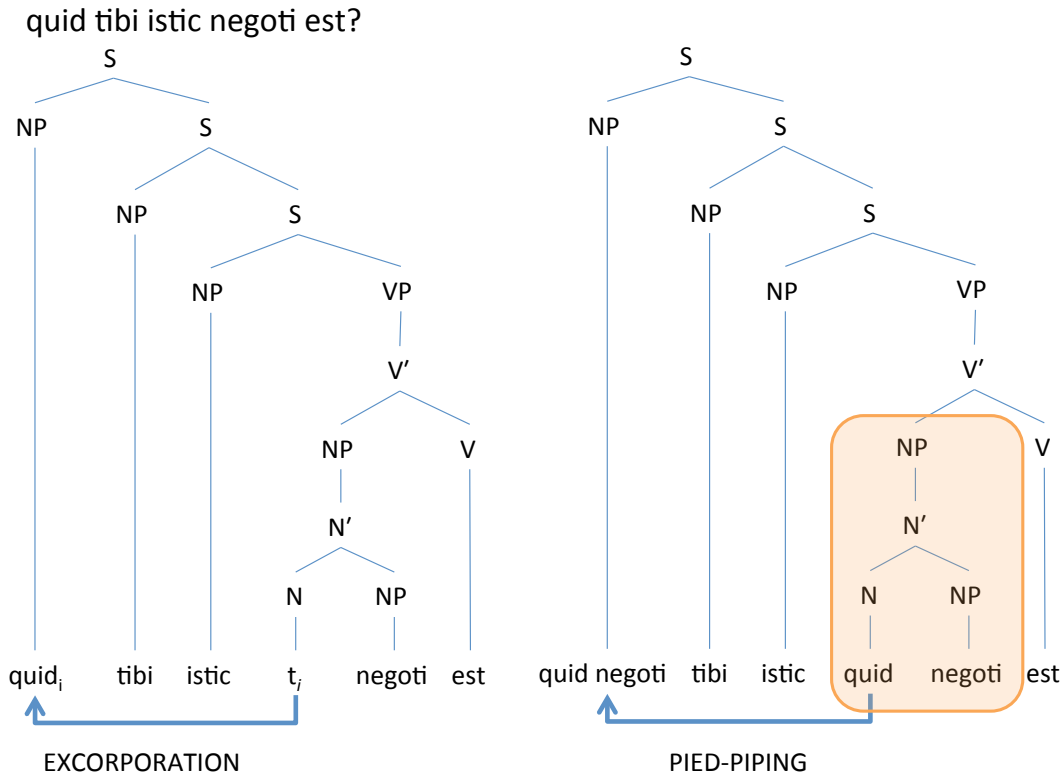 quid tibi istic negoti est?
S S
NP S NP S
NP S NP S
NP VP NP VP
V’ V’
NP V NP V
N’ N’
N NP N NP
quidi tibi istic ti negoti est quid negoti tibi istic quid negoti est
EXCORPORATION PIED-PIPING